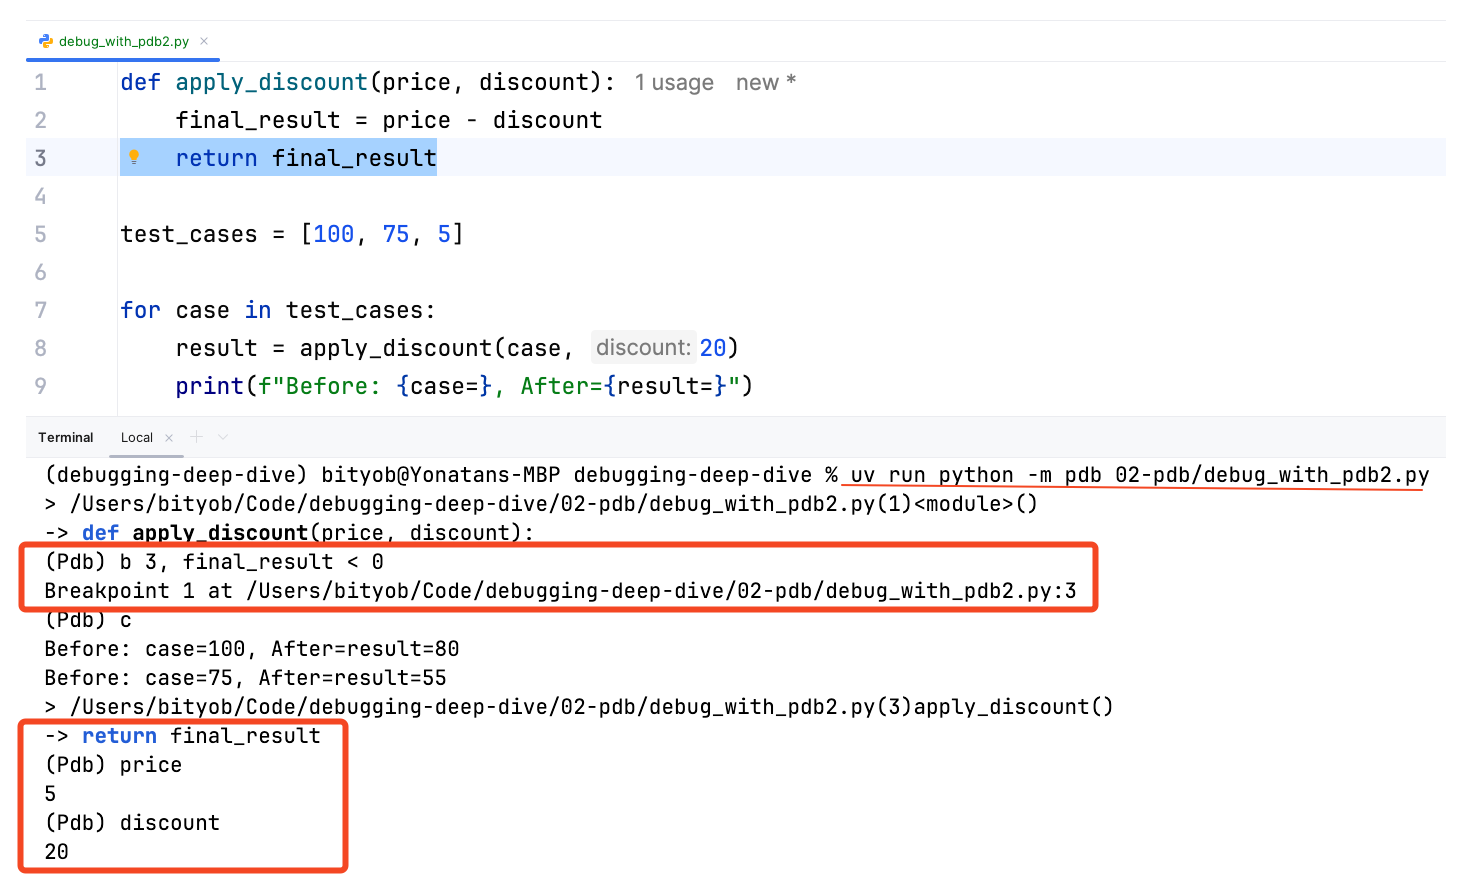 debug_with_pdb2.py ×
1 def apply_discount(price, discount): 1 usage new *
2 final_result = price - discount
3 return final_result
4
5 test_cases = [100, 75, 5]
6
7 for case in test_cases:
8 result = apply_discount(case, discount: 20)
9 print(f"Before: {case=}, After={result=}")
Terminal Local × +
(debugging-deep-dive) bityob@Yonatans-MBP debugging-deep-dive % uv run python -m pdb 02-pdb/debug_with_pdb2.py
> /Users/bityob/Code/debugging-deep-dive/02-pdb/debug_with_pdb2.py(1)<module>()
-> def apply_discount(price, discount):
(Pdb) b 3, final_result < 0
Breakpoint 1 at /Users/bityob/Code/debugging-deep-dive/02-pdb/debug_with_pdb2.py:3
(Pdb) c
Before: case=100, After=result=80
Before: case=75, After=result=55
> /Users/bityob/Code/debugging-deep-dive/02-pdb/debug_with_pdb2.py(3)apply_discount()
-> return final_result
(Pdb) price
5
(Pdb) discount
20